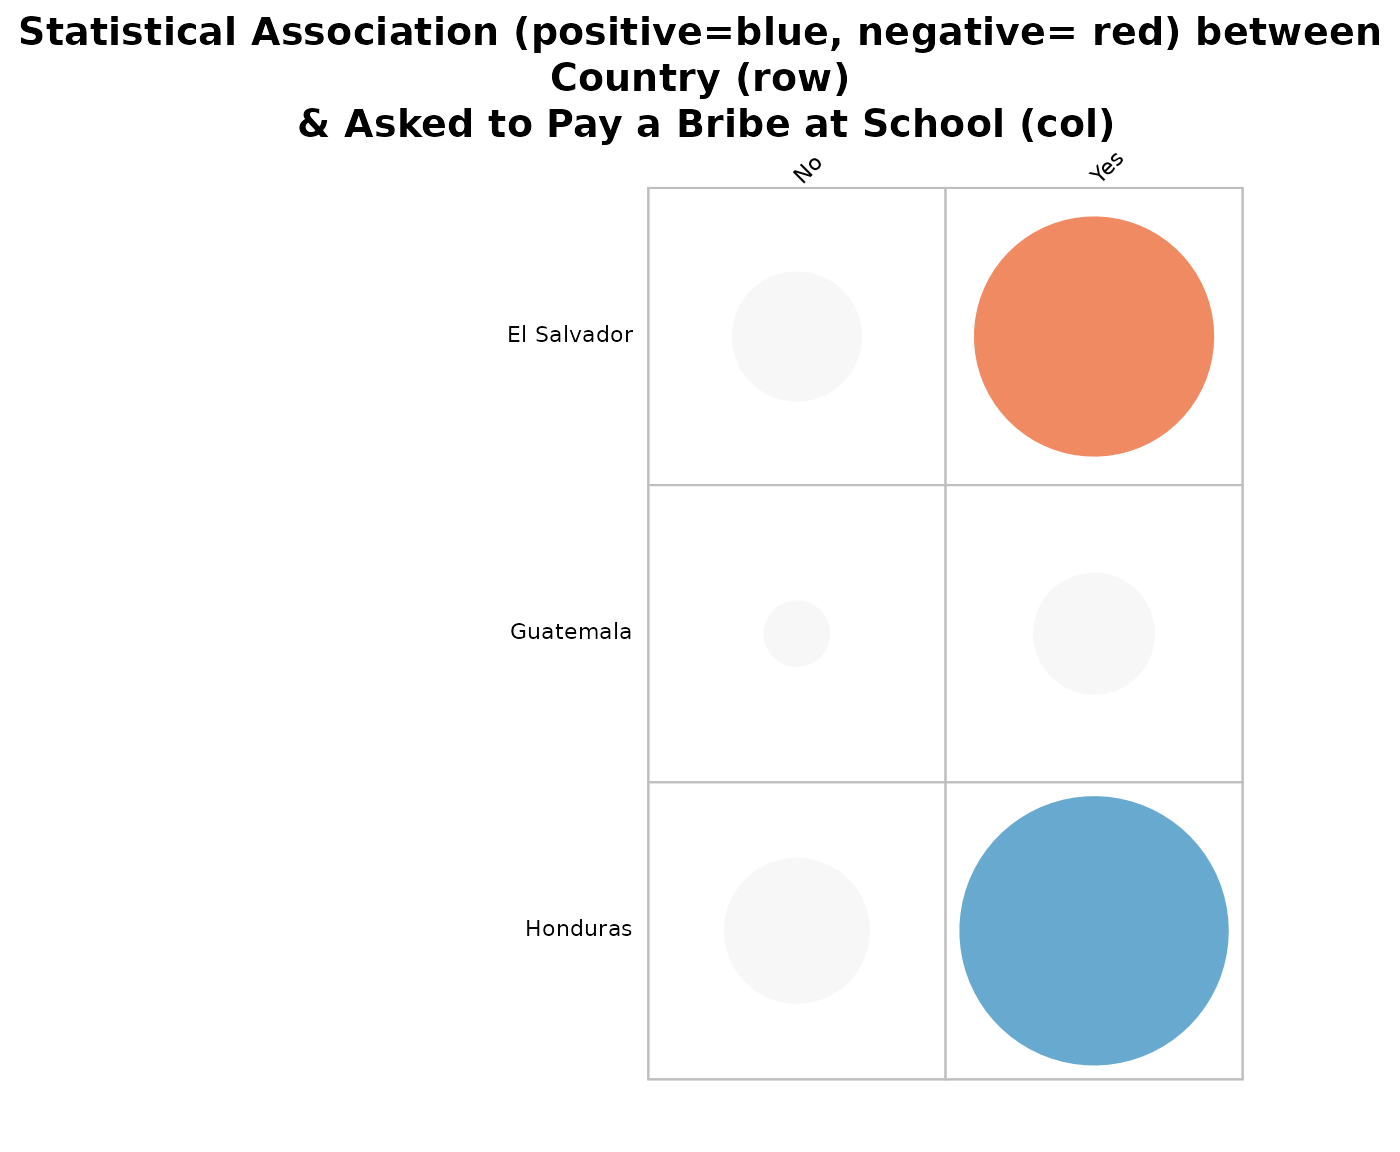 Statistical Association (positive=blue, negative= red) between
Country (row)
& Asked to Pay a Bribe at School (col)
No
Yes
El Salvador
Guatemala
Honduras